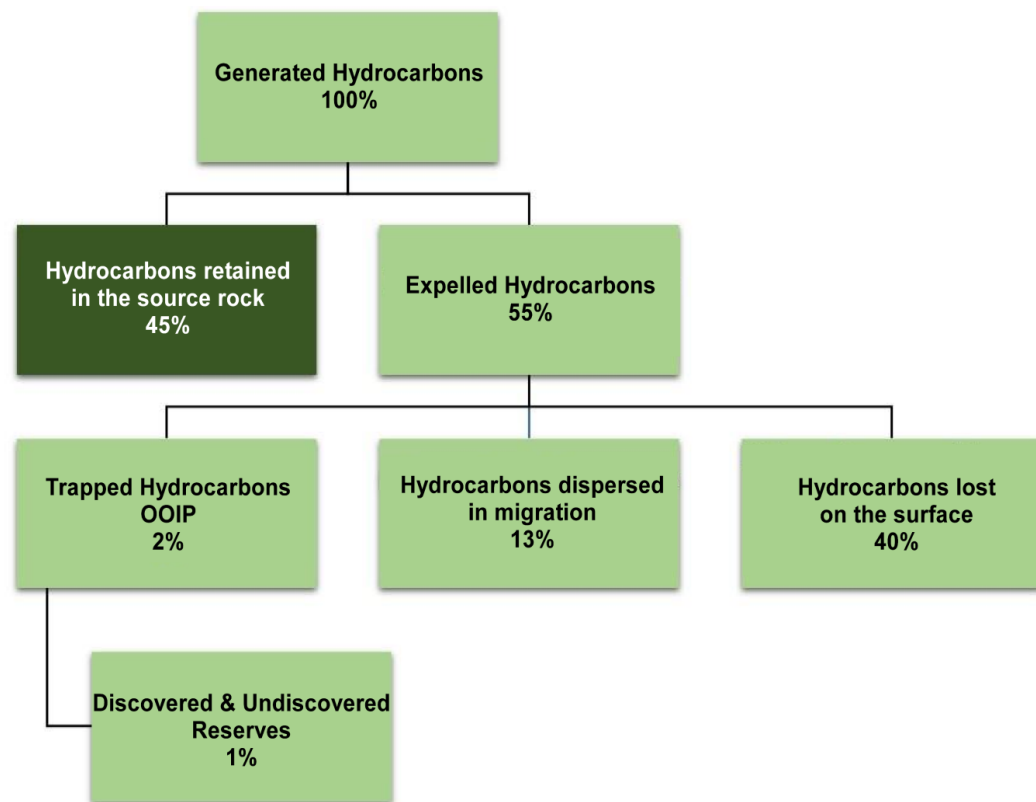 Generated Hydrocarbons
100%
Hydrocarbons retained
in the source rock
45%
Expelled Hydrocarbons
55%
Trapped Hydrocarbons
OOIP
2%
Hydrocarbons dispersed
in migration
13%
Hydrocarbons lost
on the surface
40%
Discovered & Undiscovered
Reserves
1%